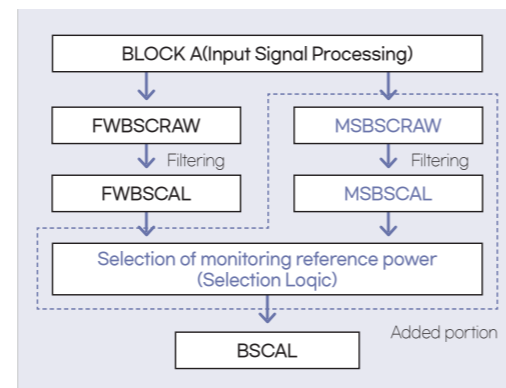 BLOCK A(Input Signal Processing)
FWBSCRAW
MSBSCRAW
Filtering
Filtering
FWBSCAL
MSBSCAL
Selection of monitoring reference power
(Selection Loqic)
Added portion
BSCAL